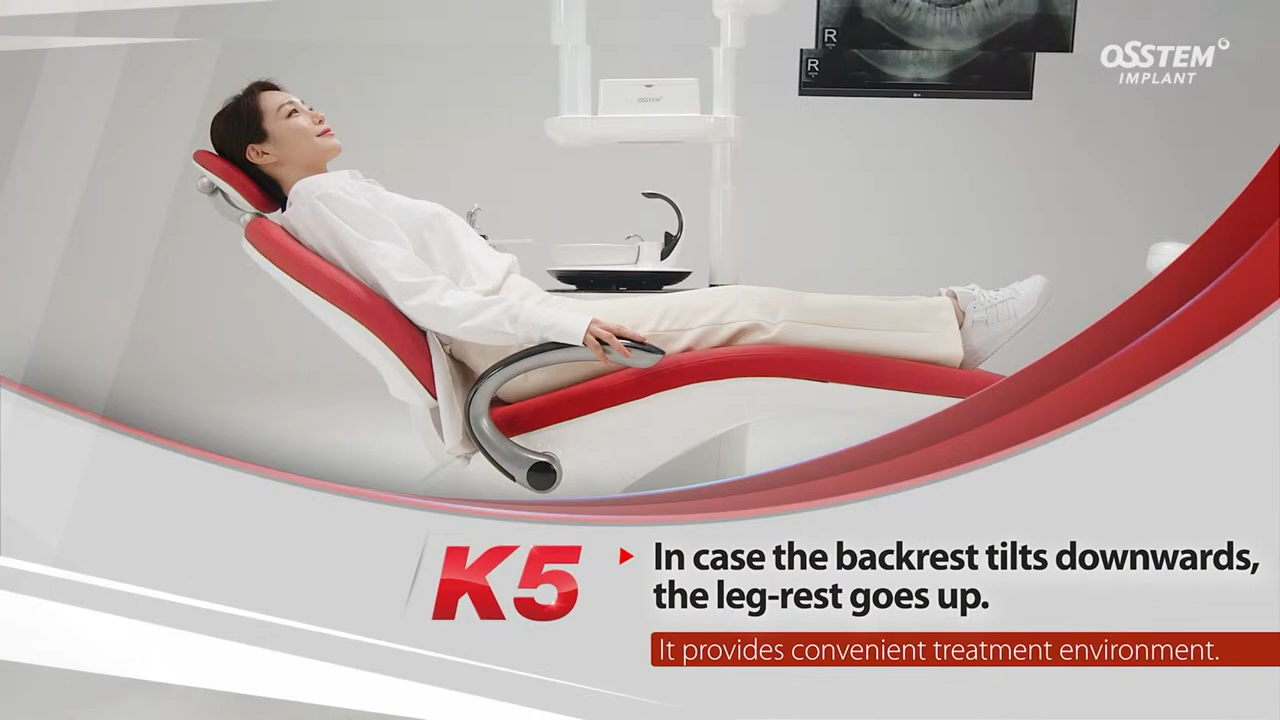 R
R
OSSTEM
IMPLANT
OSSTEM
K5
In case the backrest tilts downwards,
the leg-rest goes up.
It provides convenient treatment environment.